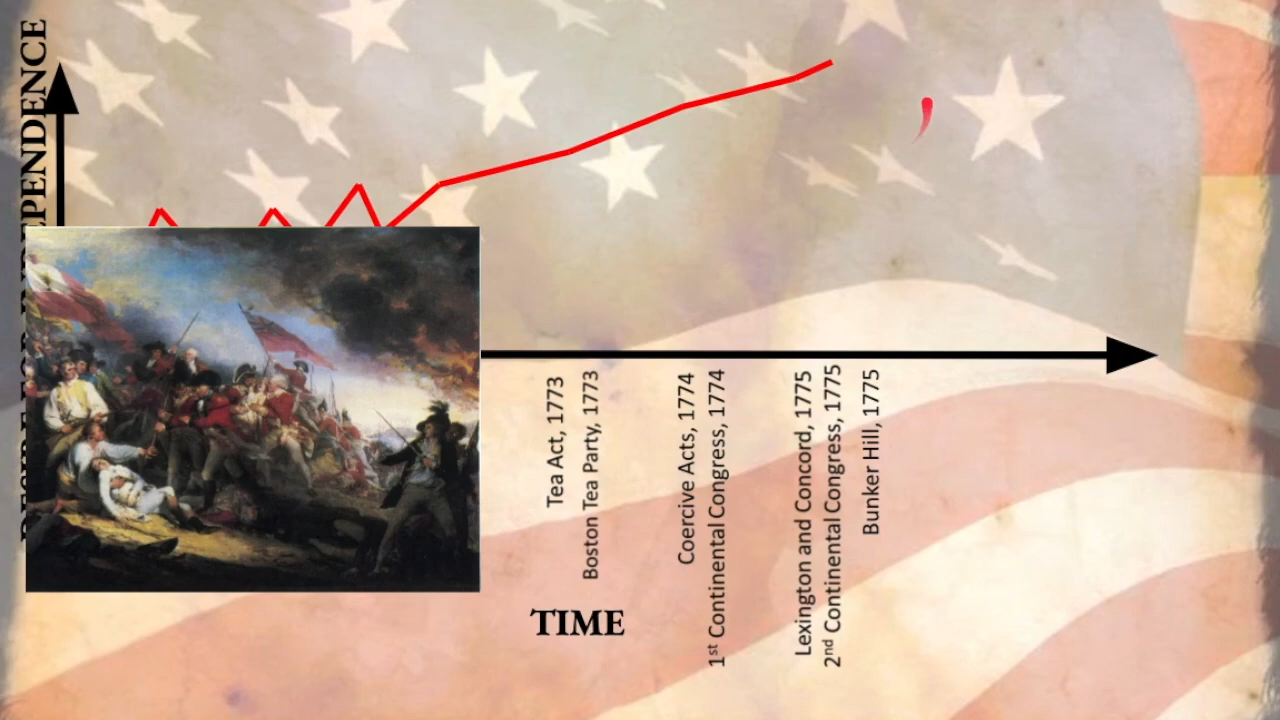 INDEPENDENCE
Tea Act, 1773
Boston Tea Party, 1773
Coercive Acts, 1774
1st Continental Congress, 1774
Lexington and Concord, 1775
2nd Continental Congress, 1775
Bunker Hill, 1775
TIME